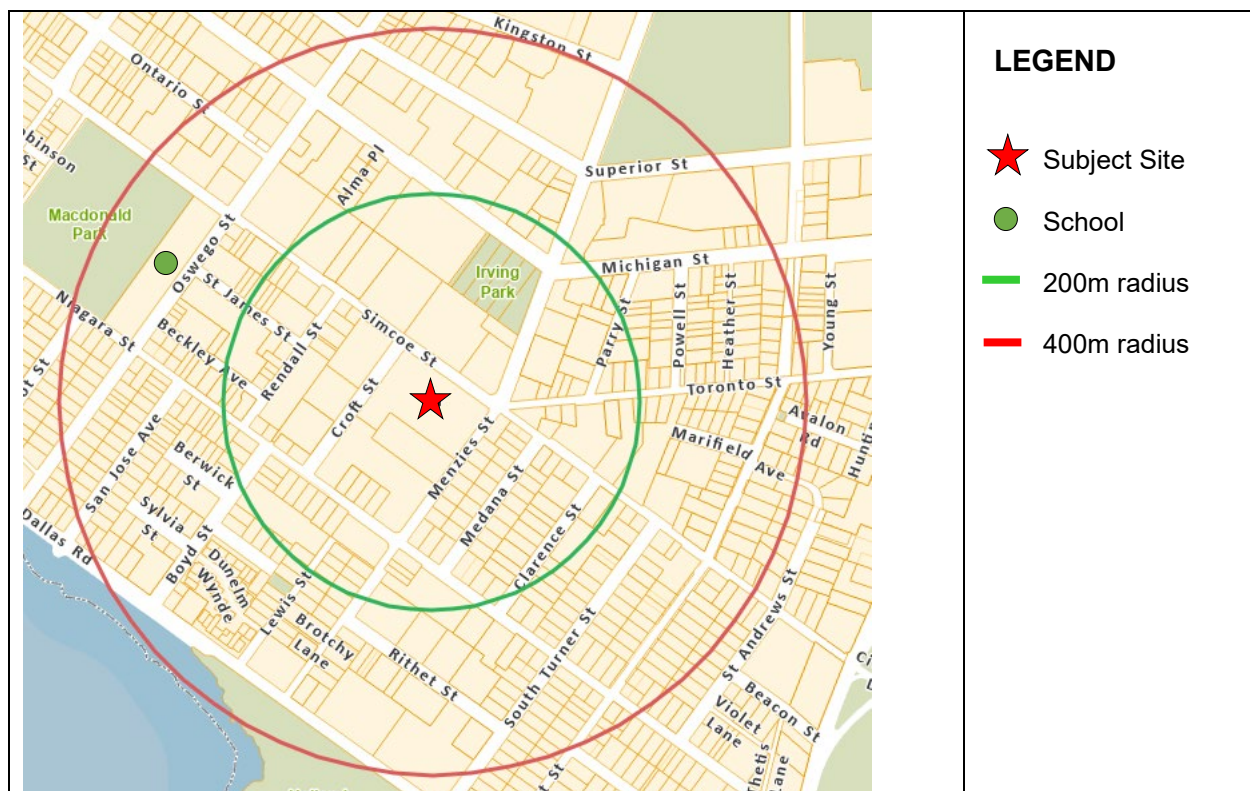 Kingston St
Ontario St
LEGEND
Subject Site
School
200m radius
400m radius
Robinson
St
Alma Pl
Superior St
Macdonald
Park
Oswego St
Irving
Park
Michigan St
St James St
Niagara St
Beckley Ave
Rendall St
Simcoe St
Parry St
Powell St
Heather St
Young St
Croft St
Toronto St
Avalon
Rd
Marifield Ave
Menzies St
Medana St
San Jose Ave
Berwick
St
Sylvia
St
Dallas Rd
Boyd St
Dunelm
Wynde
Clarence St
Lewis St
Brotchy
Lane
Rithet St
South Turner St
St Andrews St
Beacon St
Violet
Lane